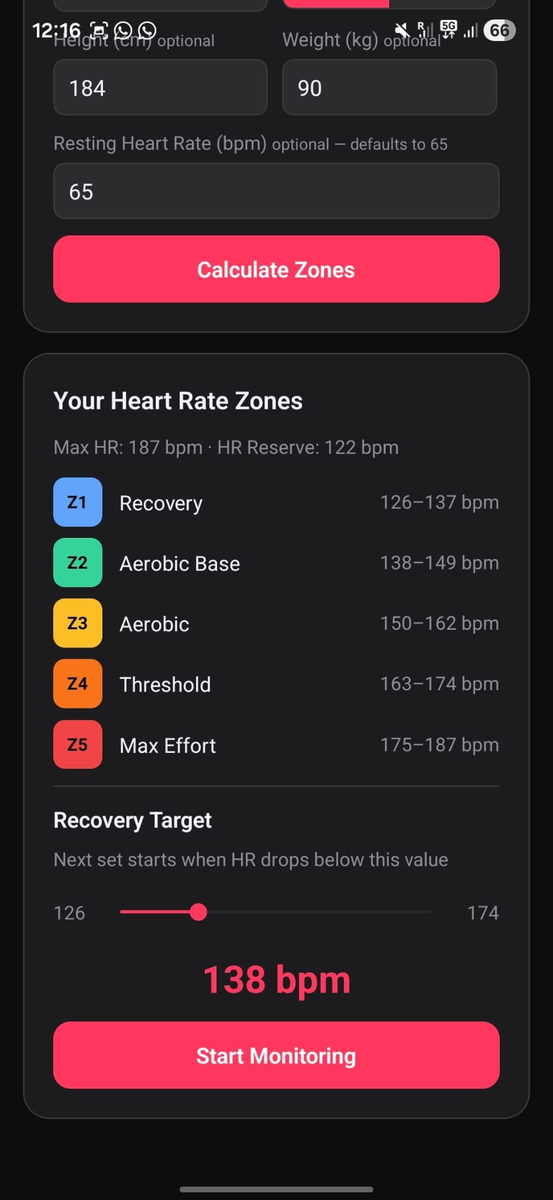 12:16
R 5G 66
Height (cm) optional
Weight (kg) optional
184
90
Resting Heart Rate (bpm) optional — defaults to 65
65
Calculate Zones
Your Heart Rate Zones
Max HR: 187 bpm · HR Reserve: 122 bpm
Z1 Recovery 126–137 bpm
Z2 Aerobic Base 138–149 bpm
Z3 Aerobic 150–162 bpm
Z4 Threshold 163–174 bpm
Z5 Max Effort 175–187 bpm
Recovery Target
Next set starts when HR drops below this value
126 174
138 bpm
Start Monitoring